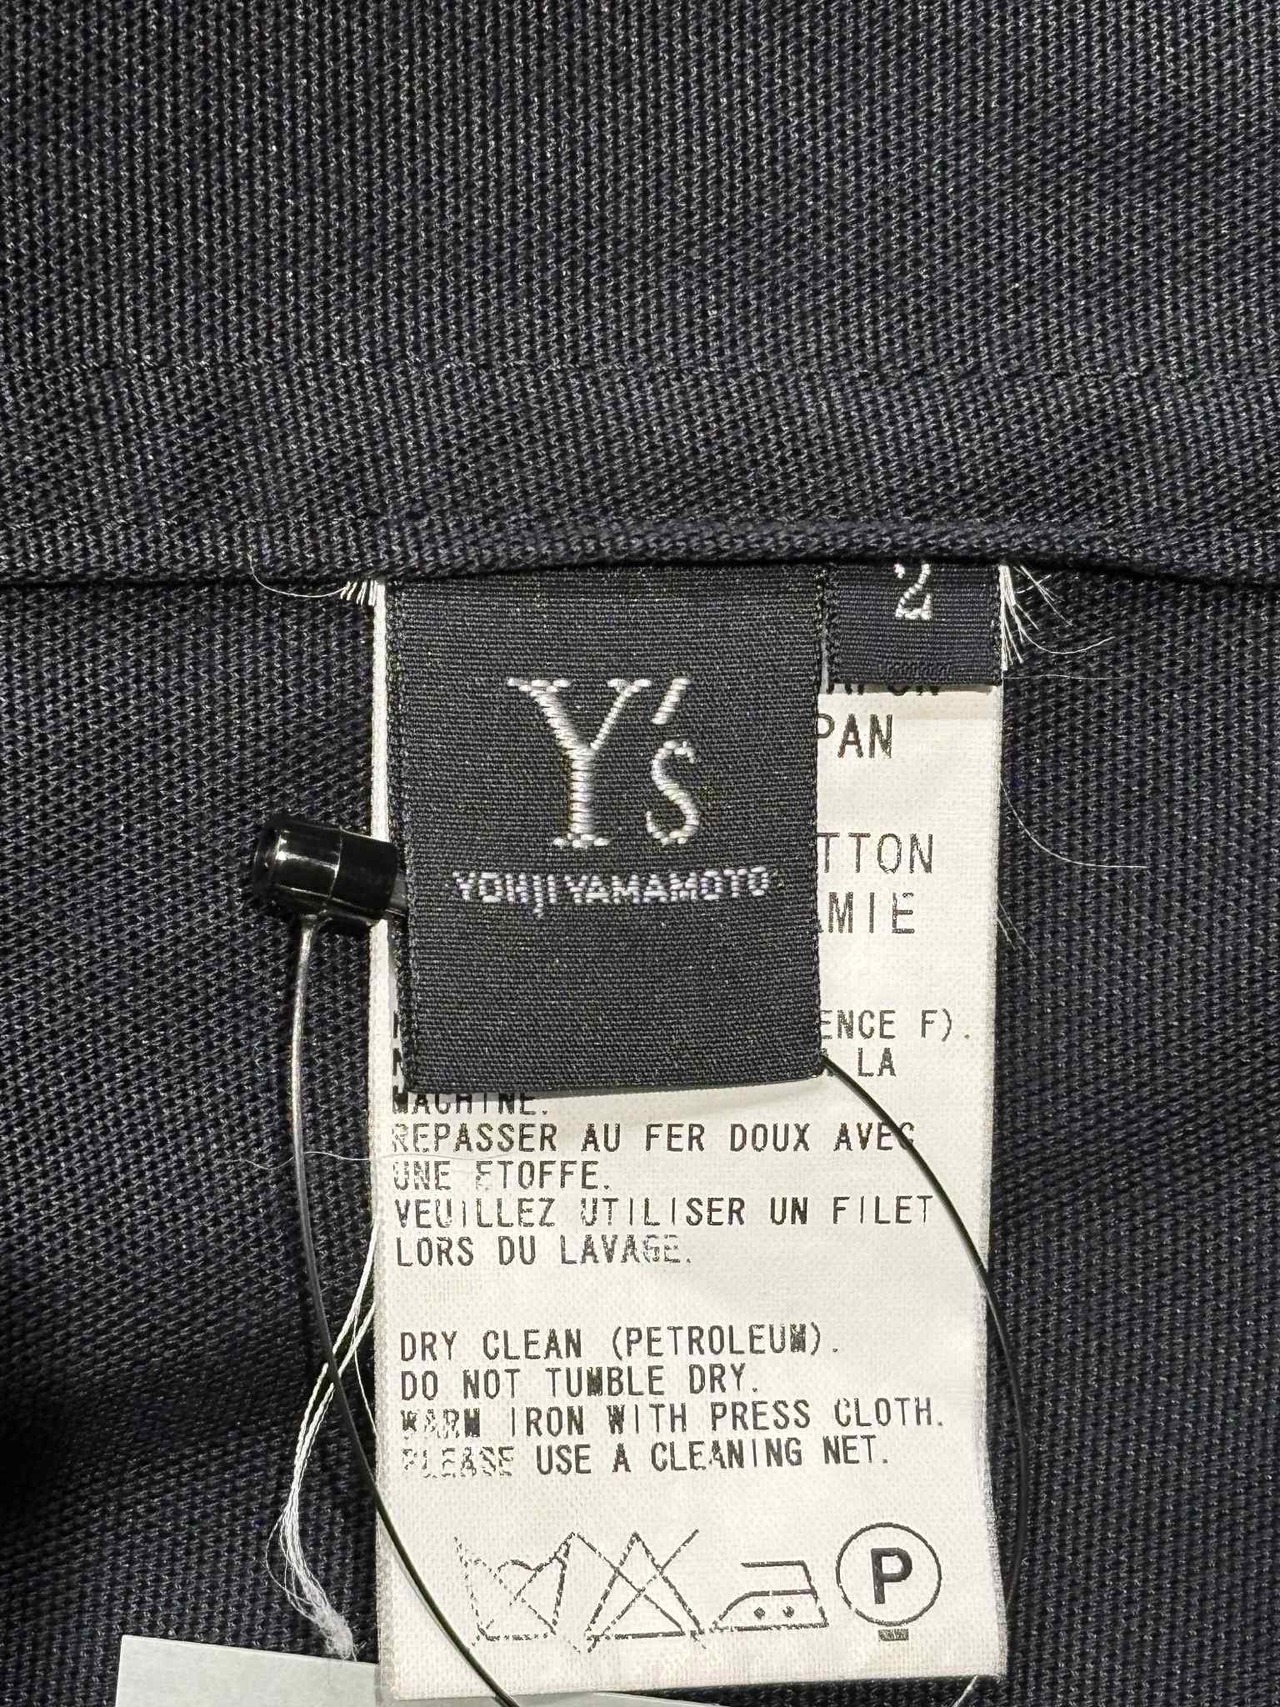 2
Y's
YOHJI YAMAMOTO
PAN
TTON
MIE
ENCE F).
LA
MACHINE.
REPASSER AU FER DOUX AVEC
UNE ETOFFE.
VEUILLEZ UTILISER UN FILET
LORS DU LAVAGE.
DRY CLEAN (PETROLEUM).
DO NOT TUMBLE DRY.
WARM IRON WITH PRESS CLOTH.
PLEASE USE A CLEANING NET.
P